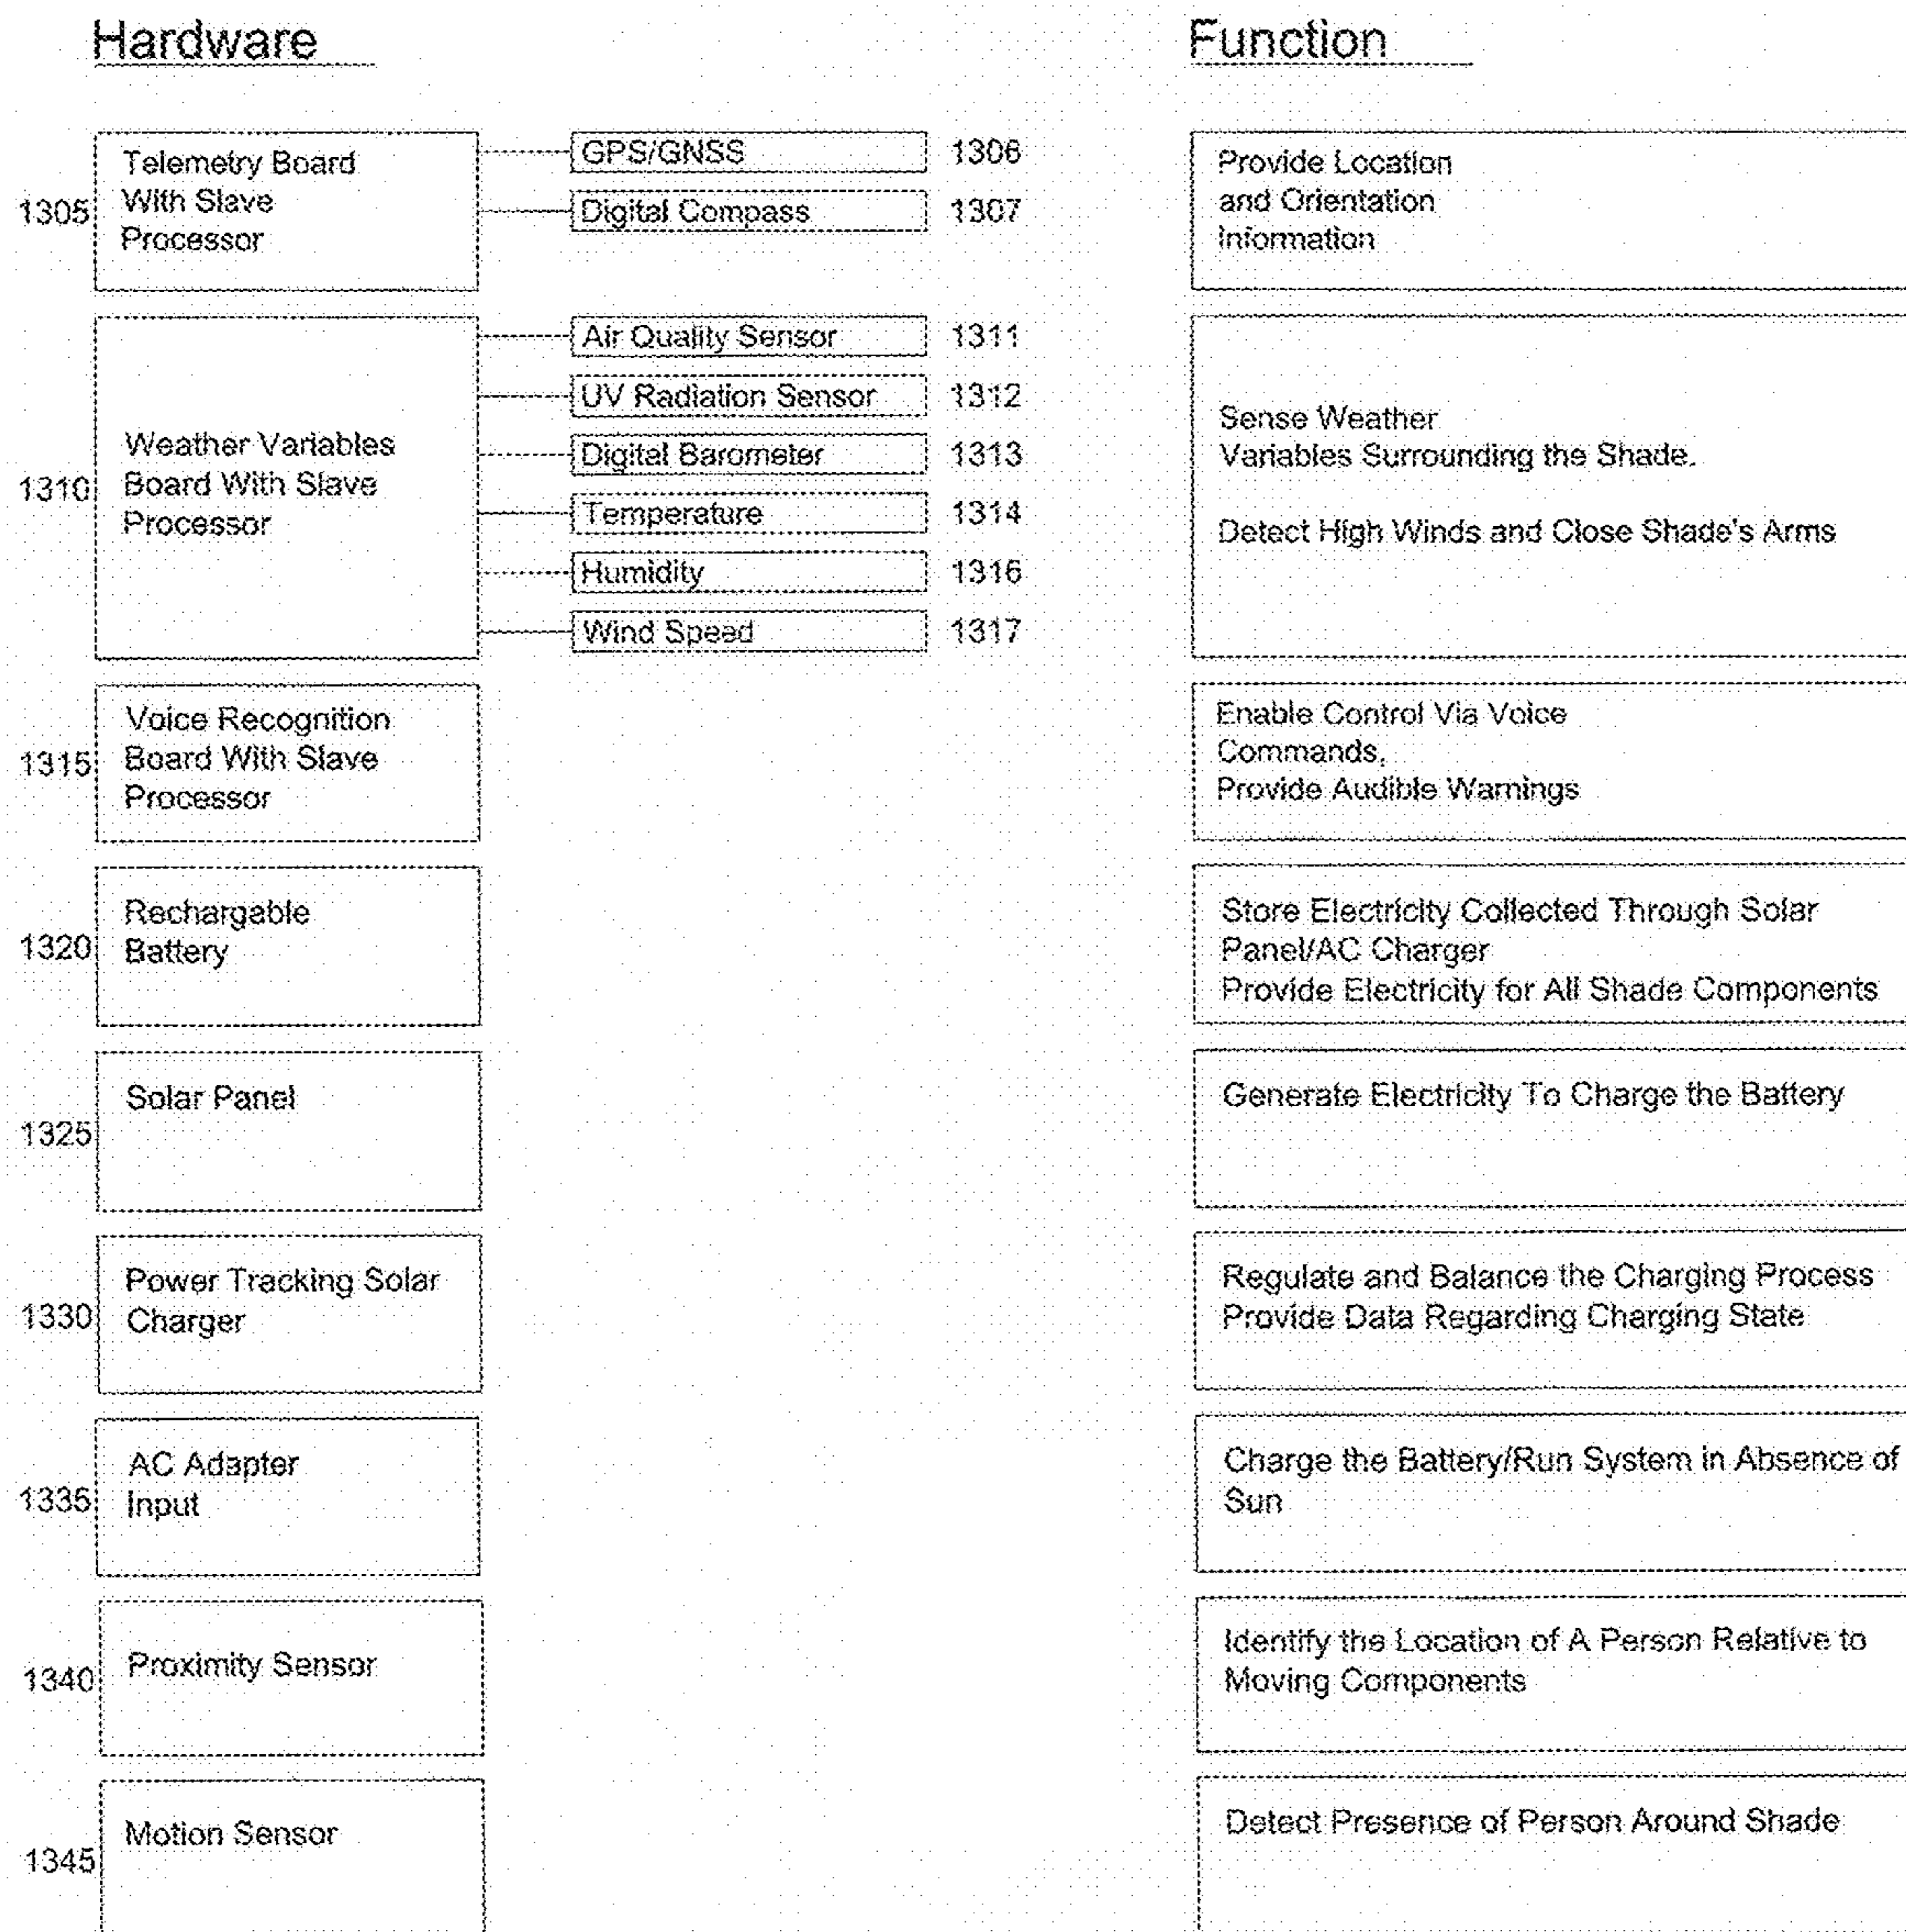 Hardware
Function
1305
Telemetry Board
With Slave
Processor
GPS/GNSS
1306
Digital Compass
1307
Provide Location
and Orientation
Information
1310
Weather Variables
Board With Slave
Processor
Air Quality Sensor
1311
UV Radiation Sensor
1312
Digital Barometer
1313
Temperature
1314
Humidity
1316
Wind Speed
1317
Sense Weather
Variables Surrounding the Shade.
Detect High Winds and Close Shade's Arms
1315
Voice Recognition
Board With Slave
Processor
Enable Control Via Voice
Commands.
Provide Audible Warnings
1320
Rechargable
Battery
Store Electricity Collected Through Solar
Panel/AC Charger
Provide Electricity for All Shade Components
1325
Solar Panel
Generate Electricity To Charge the Battery
1330
Power Tracking Solar
Charger
Regulate and Balance the Charging Process
Provide Data Regarding Charging State
1335
AC Adapter
Input
Charge the Battery/Run System in Absence of
Sun
1340
Proximity Sensor
Identify the Location of A Person Relative to
Moving Components
1345
Motion Sensor
Detect Presence of Person Around Shade